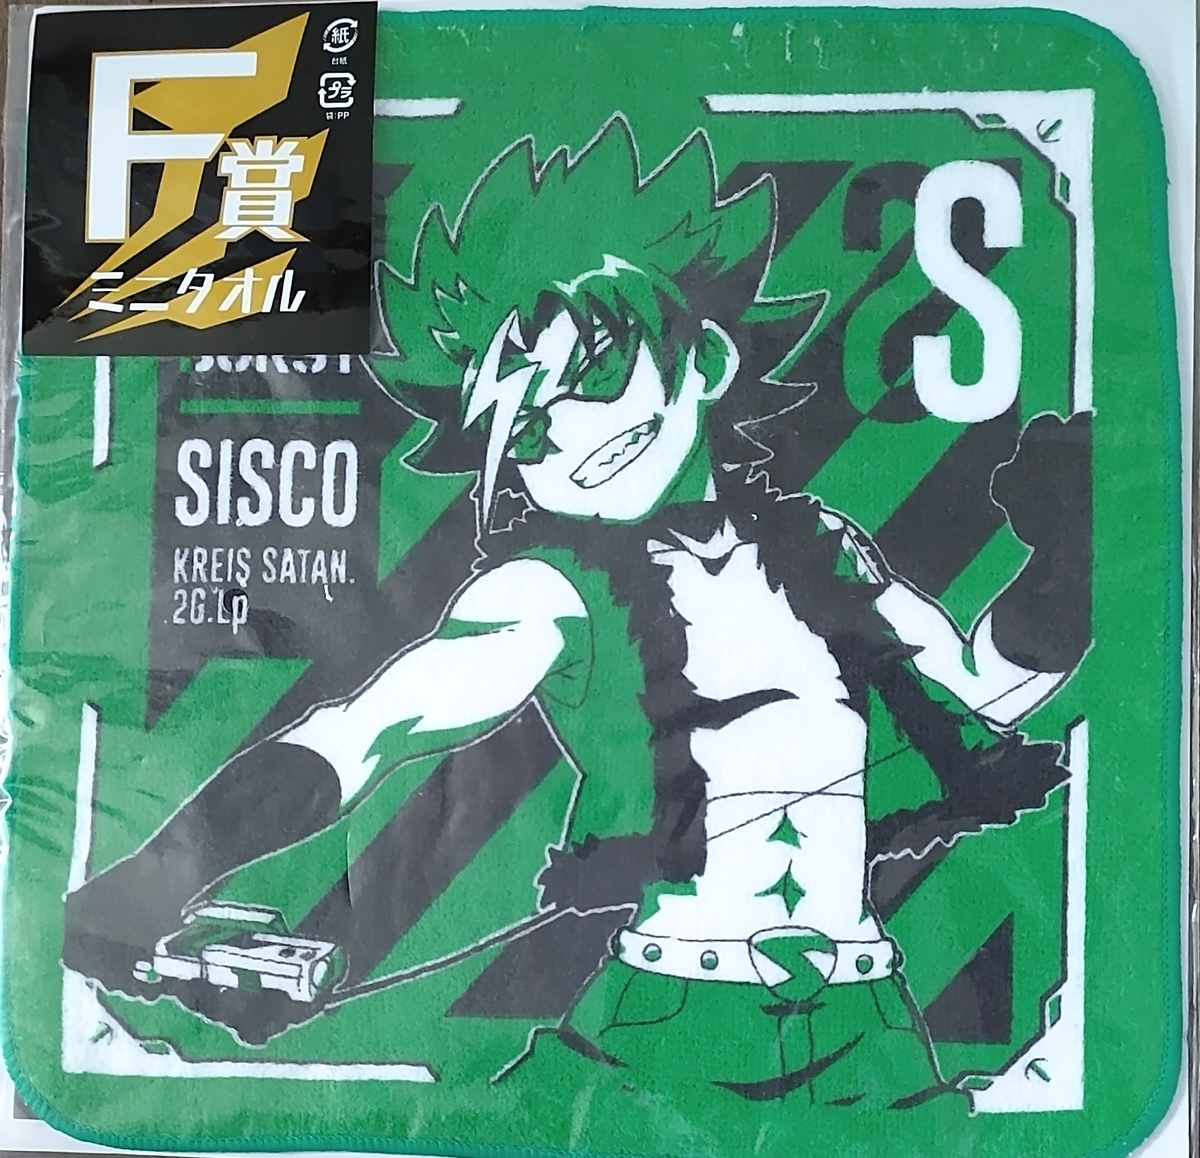 F賞
ミニタオル
紙
台紙
プラ
袋:PP
S
SISCO
KREIS SATAN.
2G.Lp